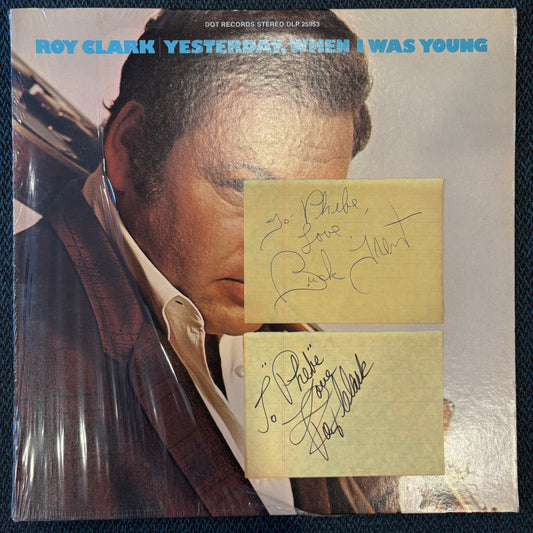 DOT RECORDS STEREO DLP 25953
ROY CLARK | YESTERDAY, WHEN I WAS YOUNG
To: Phebe,
Love,
Buck Trent
To "Phebe"
Love
Roy Clark